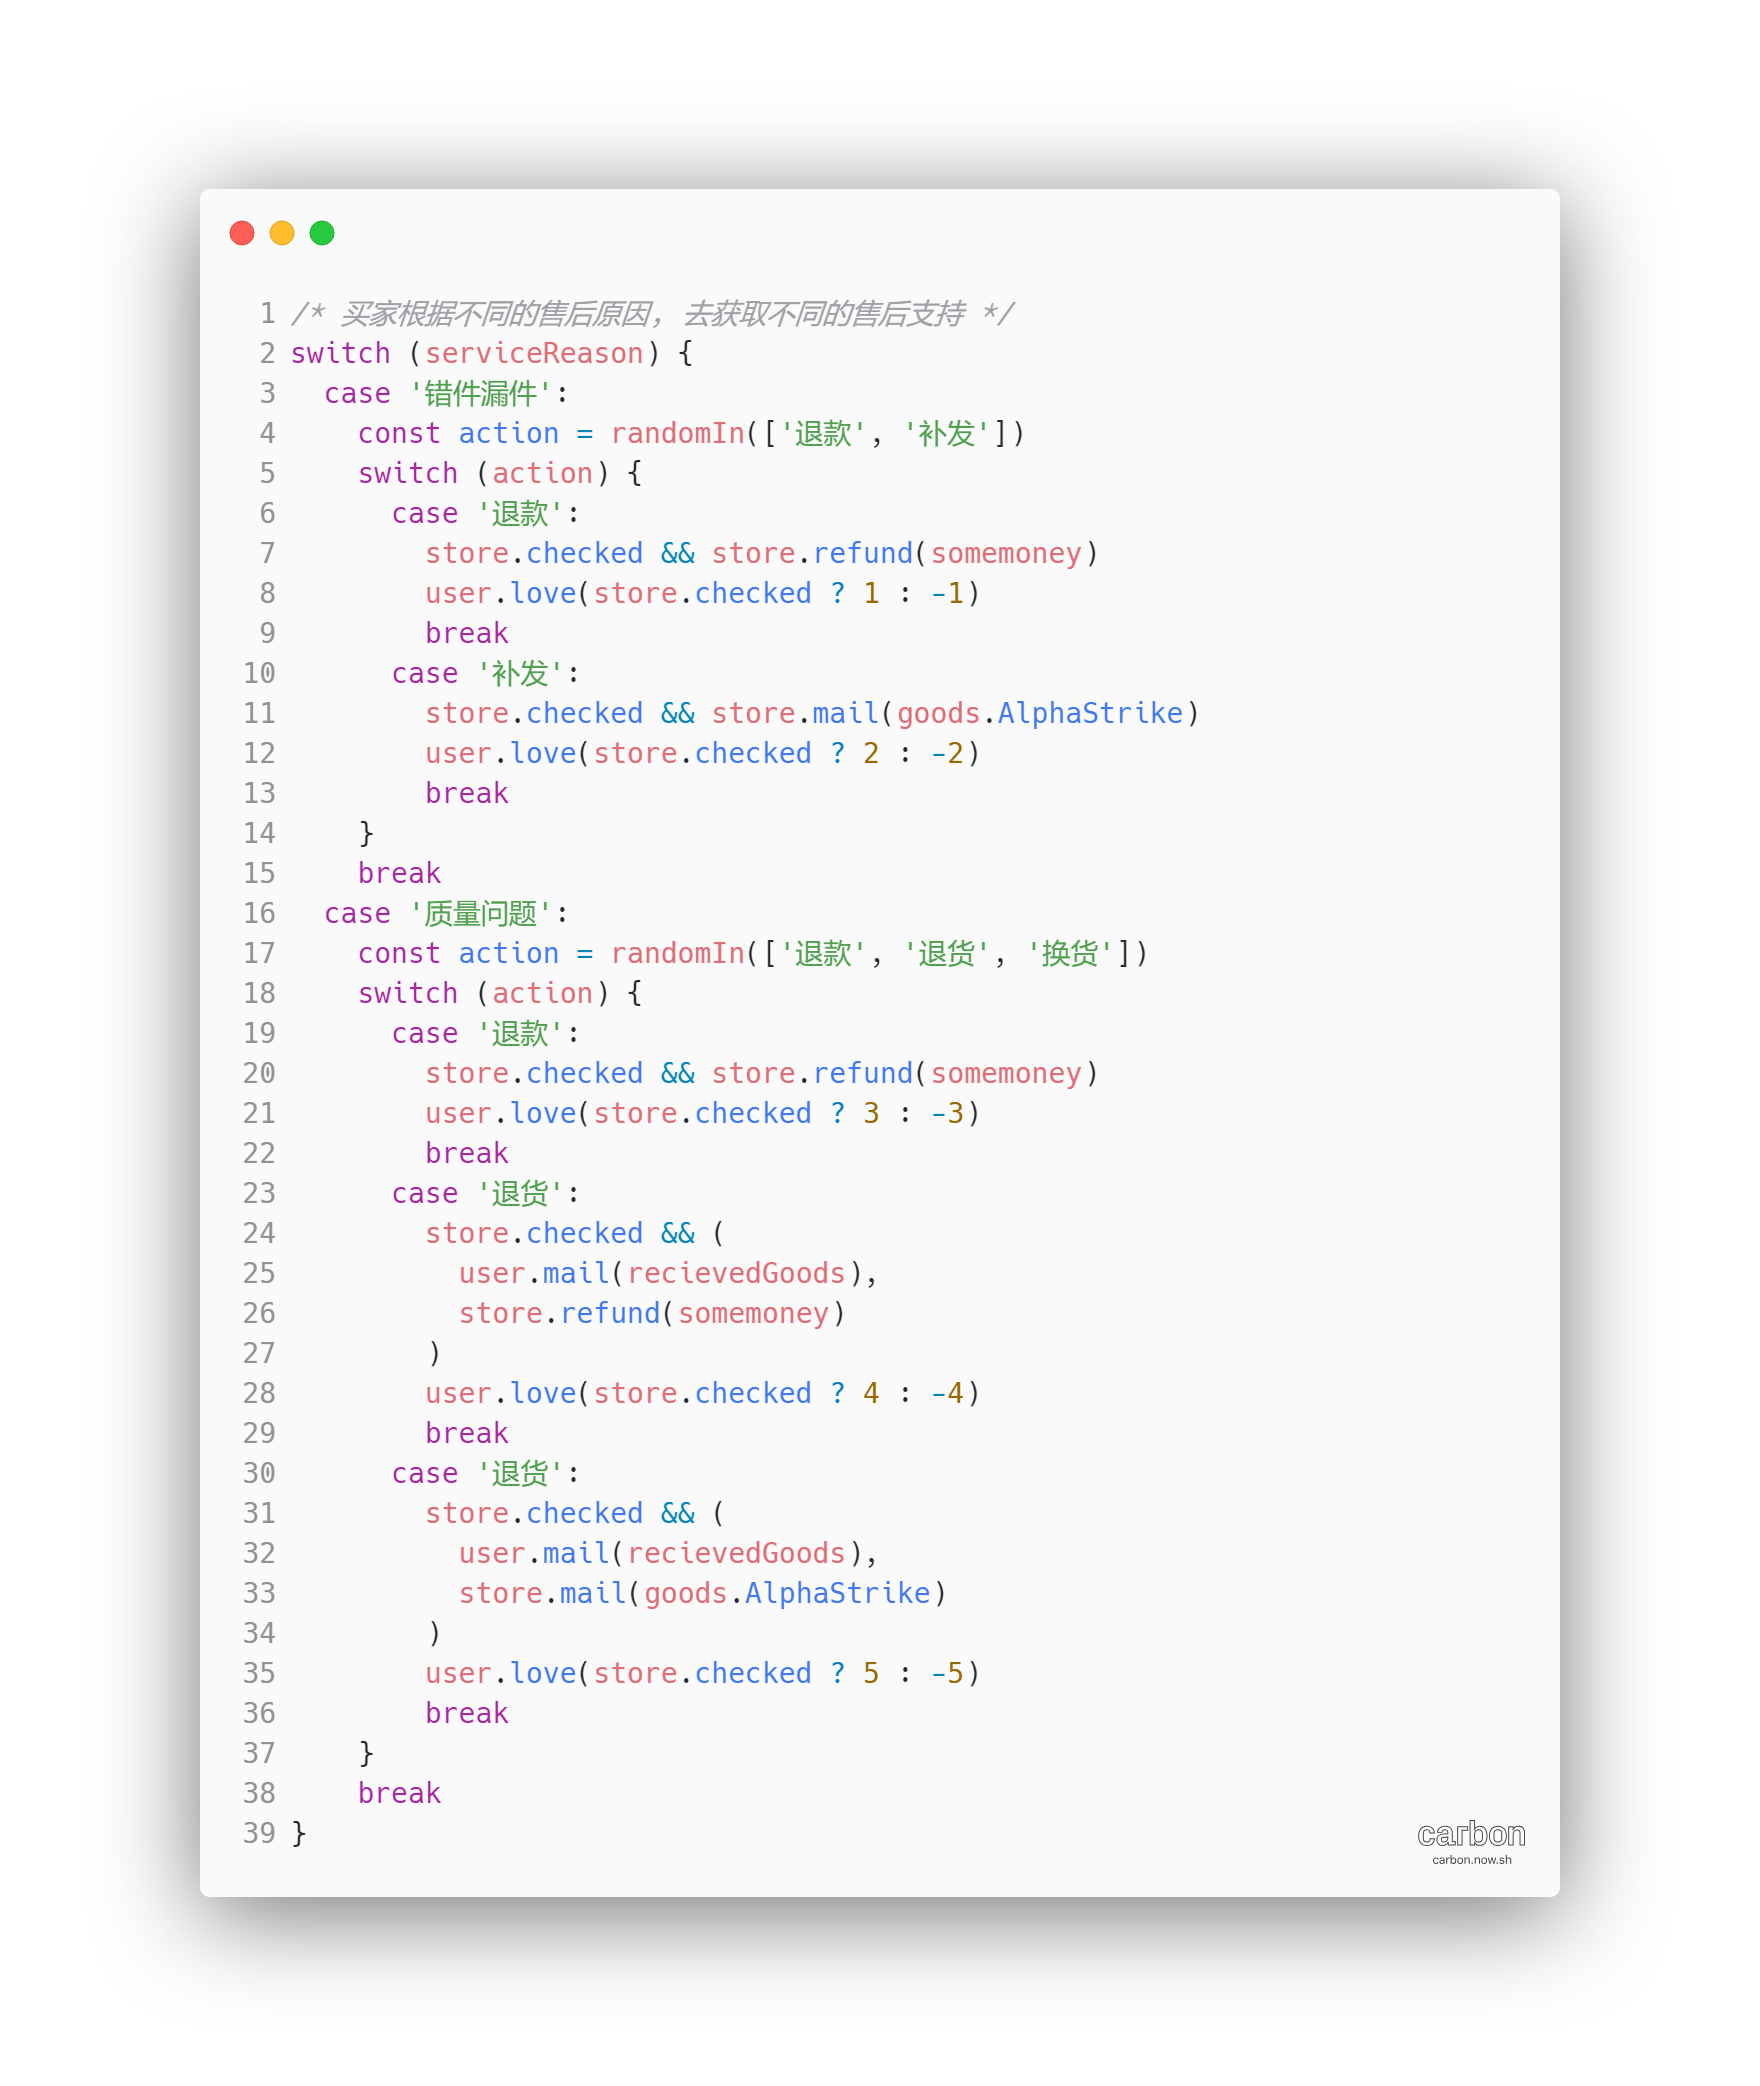 1 /* 买家根据不同的售后原因，去获取不同的售后支持 */
2 switch (serviceReason) {
3   case '错件漏件':
4     const action = randomIn(['退款', '补发'])
5     switch (action) {
6       case '退款':
7         store.checked && store.refund(somemoney)
8         user.love(store.checked ? 1 : -1)
9         break
10       case '补发':
11         store.checked && store.mail(goods.AlphaStrike)
12         user.love(store.checked ? 2 : -2)
13         break
14     }
15     break
16   case '质量问题':
17     const action = randomIn(['退款', '退货', '换货'])
18     switch (action) {
19       case '退款':
20         store.checked && store.refund(somemoney)
21         user.love(store.checked ? 3 : -3)
22         break
23       case '退货':
24         store.checked && (
25           user.mail(recievedGoods),
26           store.refund(somemoney)
27         )
28         user.love(store.checked ? 4 : -4)
29         break
30       case '退货':
31         store.checked && (
32           user.mail(recievedGoods),
33           store.mail(goods.AlphaStrike)
34         )
35         user.love(store.checked ? 5 : -5)
36         break
37     }
38     break
39 }
carbon
carbon.now.sh